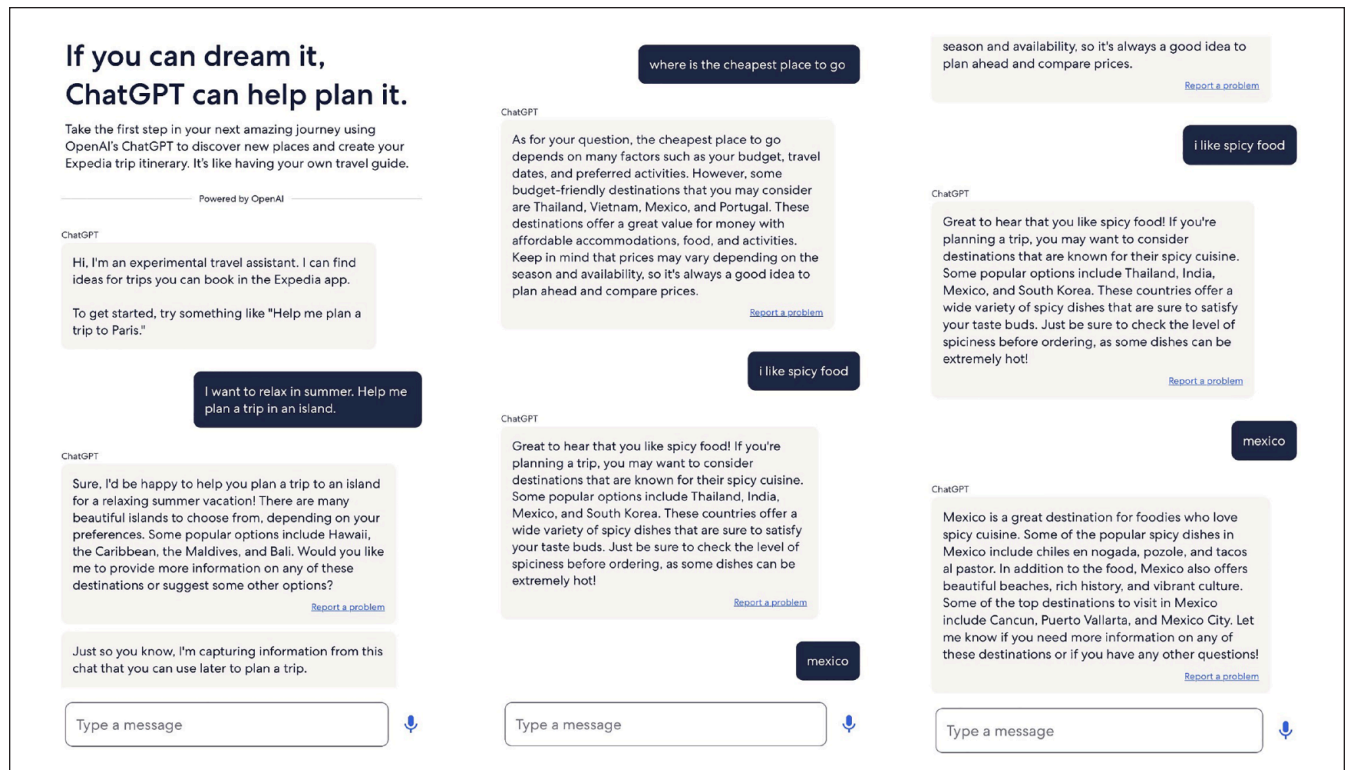 If you can dream it,
ChatGPT can help plan it.
Take the first step in your next amazing journey using
OpenAI's ChatGPT to discover new places and create your
Expedia trip itinerary. It's like having your own travel guide.
Powered by OpenAI
ChatGPT
Hi, I'm an experimental travel assistant. I can find
ideas for trips you can book in the Expedia app.
To get started, try something like "Help me plan a
trip to Paris."
I want to relax in summer. Help me
plan a trip in an island.
ChatGPT
Sure, I'd be happy to help you plan a trip to an island
for a relaxing summer vacation! There are many
beautiful islands to choose from, depending on your
preferences. Some popular options include Hawaii,
the Caribbean, the Maldives, and Bali. Would you like
me to provide more information on any of these
destinations or suggest some other options?
Report a problem
Just so you know, I'm capturing information from this
chat that you can use later to plan a trip.
Type a message
where is the cheapest place to go
ChatGPT
As for your question, the cheapest place to go
depends on many factors such as your budget, travel
dates, and preferred activities. However, some
budget-friendly destinations that you may consider
are Thailand, Vietnam, Mexico, and Portugal. These
destinations offer a great value for money with
affordable accommodations, food, and activities.
Keep in mind that prices may vary depending on the
season and availability, so it's always a good idea to
plan ahead and compare prices.
Report a problem
i like spicy food
ChatGPT
Great to hear that you like spicy food! If you're
planning a trip, you may want to consider
destinations that are known for their spicy cuisine.
Some popular options include Thailand, India,
Mexico, and South Korea. These countries offer a
wide variety of spicy dishes that are sure to satisfy
your taste buds. Just be sure to check the level of
spiciness before ordering, as some dishes can be
extremely hot!
Report a problem
mexico
Type a message
season and availability, so it's always a good idea to
plan ahead and compare prices.
Report a problem
i like spicy food
ChatGPT
Great to hear that you like spicy food! If you're
planning a trip, you may want to consider
destinations that are known for their spicy cuisine.
Some popular options include Thailand, India,
Mexico, and South Korea. These countries offer a
wide variety of spicy dishes that are sure to satisfy
your taste buds. Just be sure to check the level of
spiciness before ordering, as some dishes can be
extremely hot!
Report a problem
mexico
ChatGPT
Mexico is a great destination for foodies who love
spicy cuisine. Some of the popular spicy dishes in
Mexico include chiles en nogada, pozole, and tacos
al pastor. In addition to the food, Mexico also offers
beautiful beaches, rich history, and vibrant culture.
Some of the top destinations to visit in Mexico
include Cancun, Puerto Vallarta, and Mexico City. Let
me know if you need more information on any of
these destinations or if you have any other questions!
Report a problem
Type a message